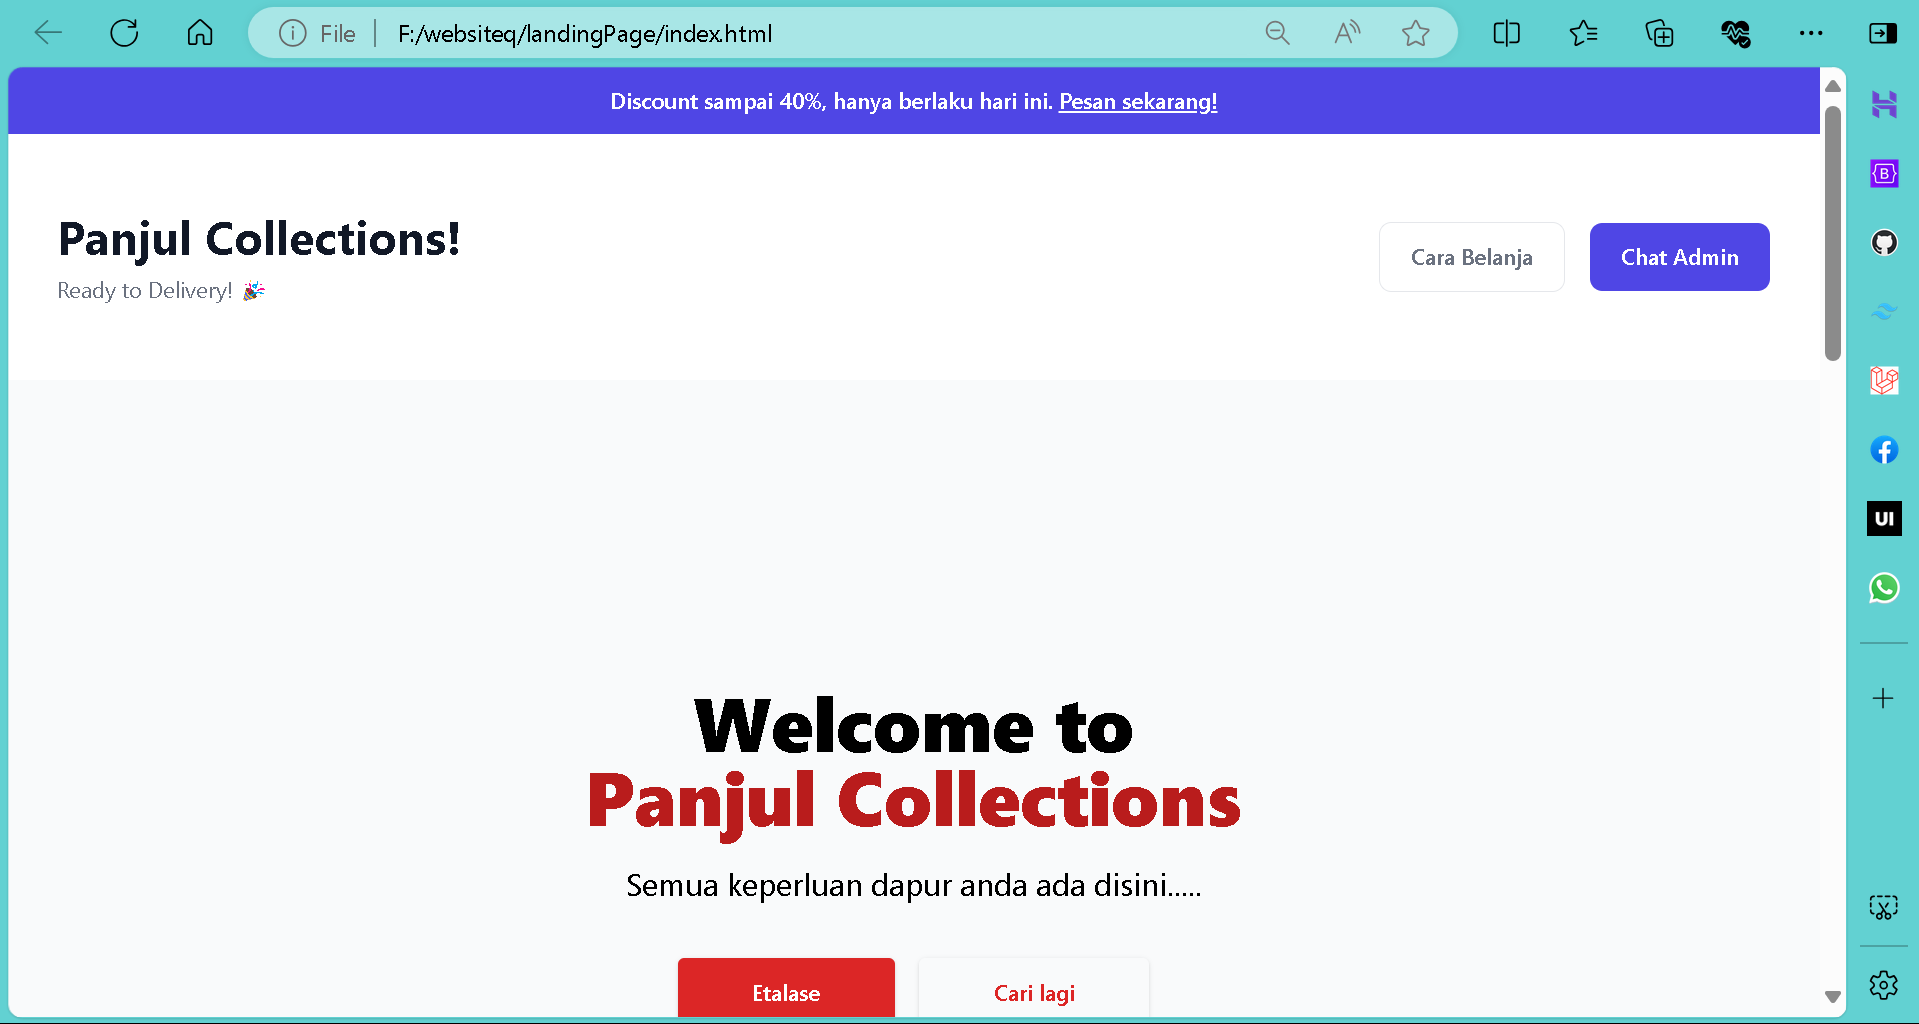 File F:/websiteq/landingPage/index.html
Discount sampai 40%, hanya berlaku hari ini. Pesan sekarang!
Panjul Collections!
Ready to Delivery! 🎉
Cara Belanja
Chat Admin
Welcome to
Panjul Collections
Semua keperluan dapur anda ada disini.....
Etalase
Cari lagi
B
UI